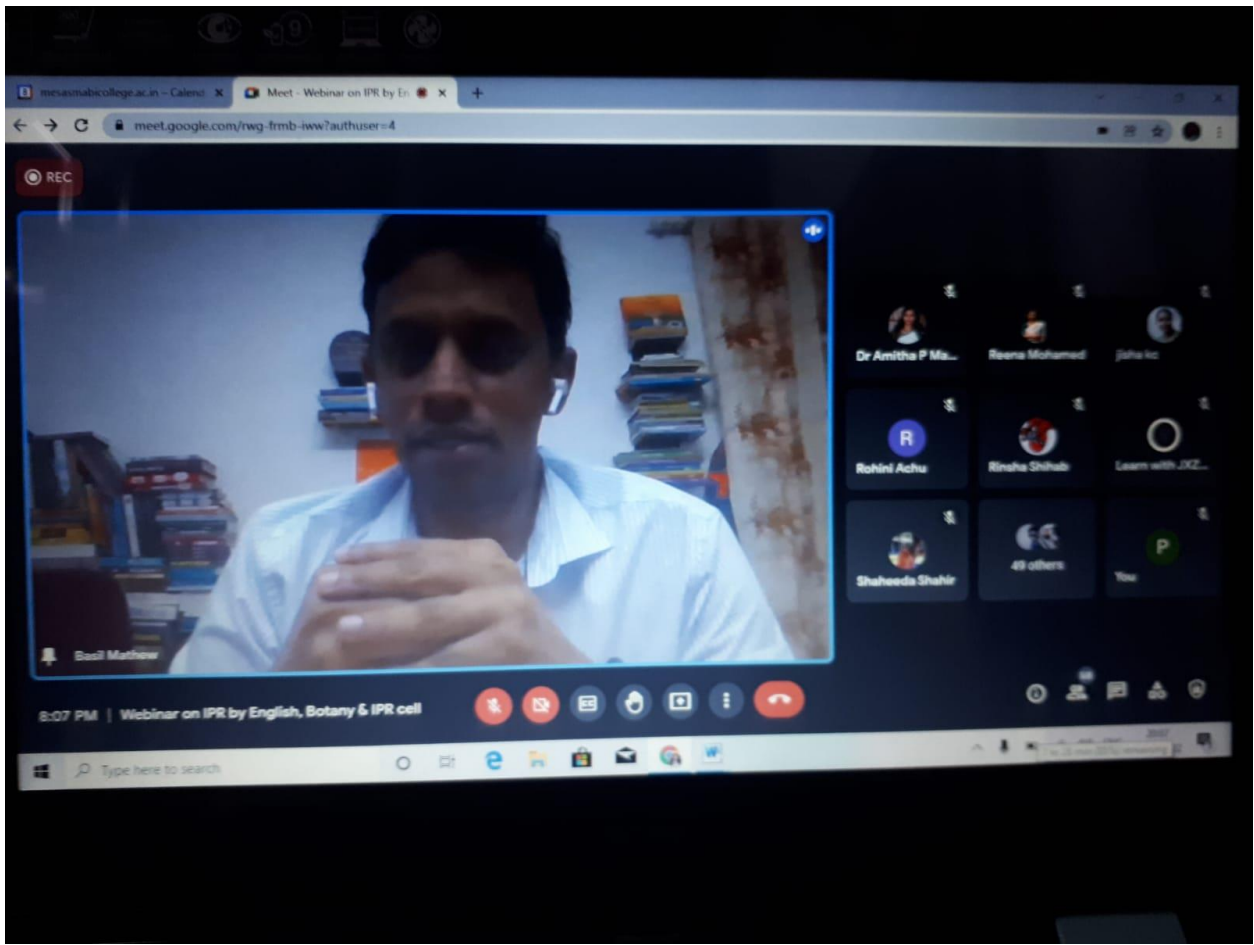 mesasmabicollege.ac.in – Calend
Meet - Webinar on IPR by En
meet.google.com/rwg-frmb-iww?authuser=4
REC
Dr Amitha P Ma...
Reena Mohamed
jisha kc
R
Rohini Achu
Rinsha Shihab
Learn with JXZ...
Shaheeda Shahir
49 others
P
You
Basil Mathew
8:07 PM | Webinar on IPR by English, Botany & IPR cell
Type here to search